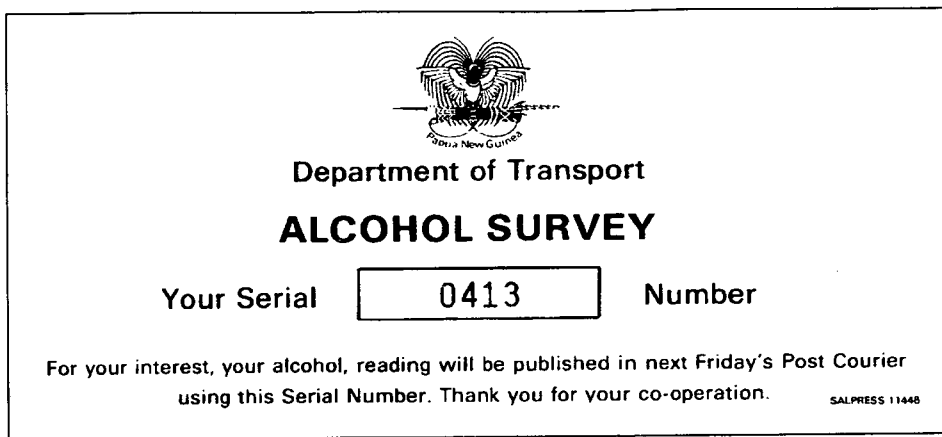 Papua New Guinea
Department of Transport
ALCOHOL SURVEY
Your Serial 0413 Number
For your interest, your alcohol, reading will be published in next Friday's Post Courier
using this Serial Number. Thank you for your co-operation.
SALPRESS 11448